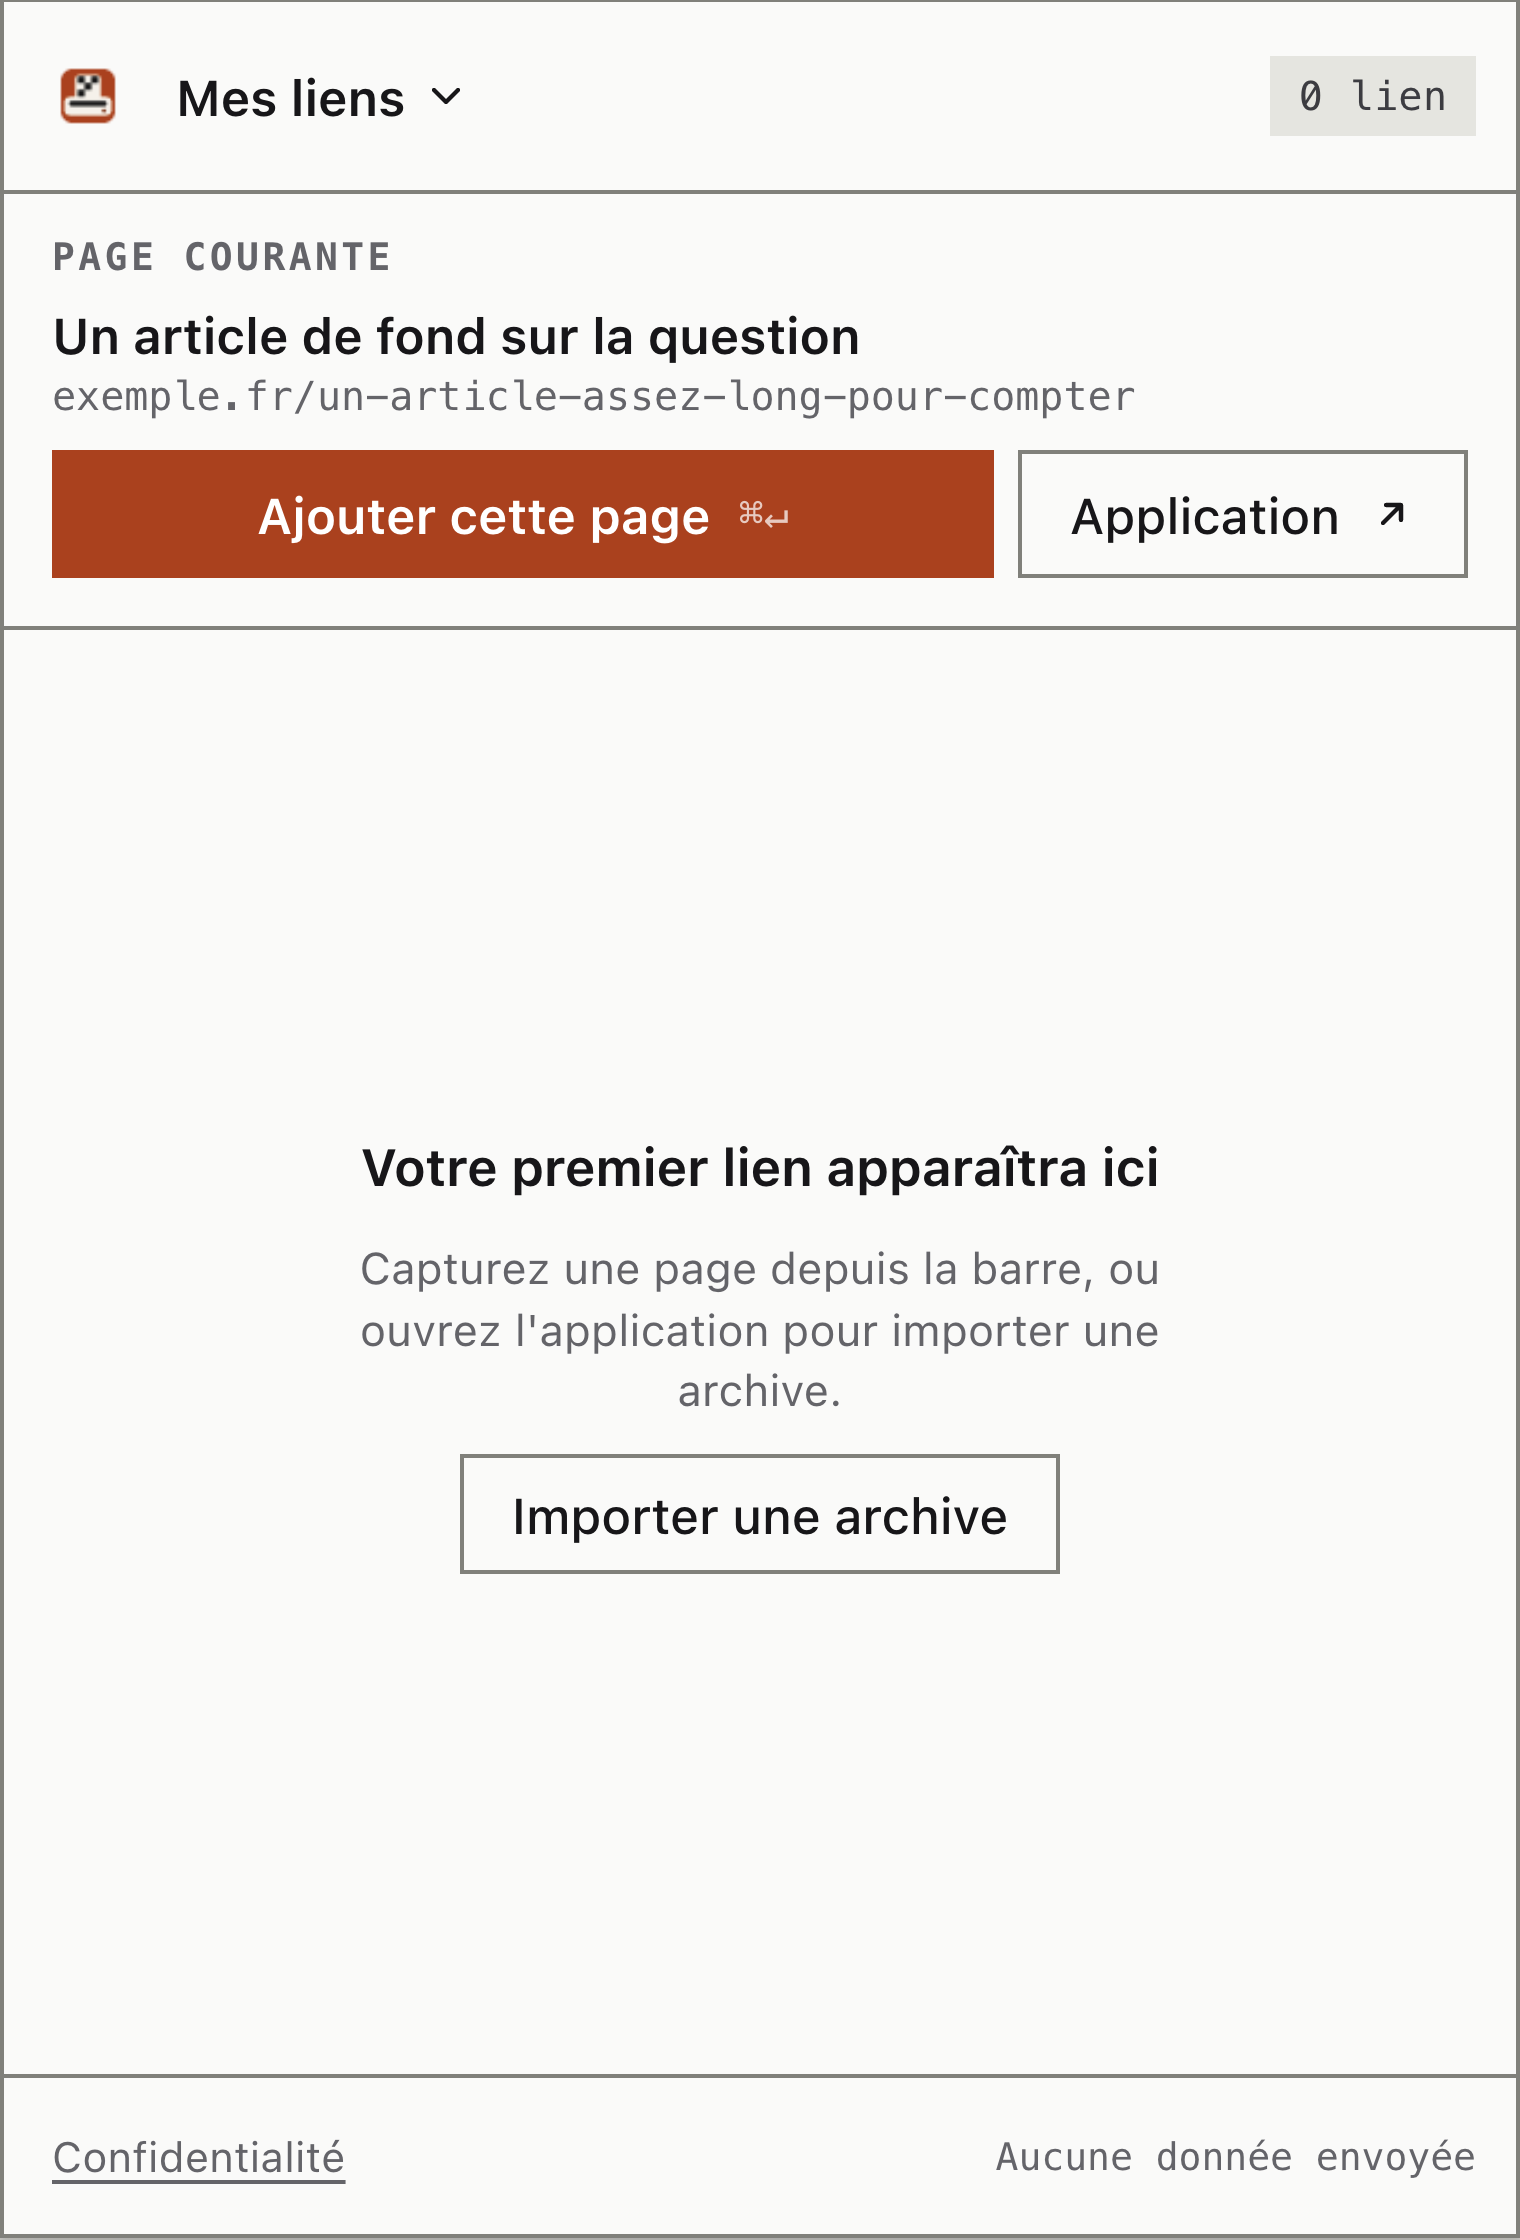 Mes liens
0 lien
PAGE COURANTE
Un article de fond sur la question
exemple.fr/un-article-assez-long-pour-compter
Ajouter cette page ⌘↵
Application ↗
Votre premier lien apparaîtra ici
Capturez une page depuis la barre, ou
ouvrez l'application pour importer une
archive.
Importer une archive
Confidentialité
Aucune donnée envoyée